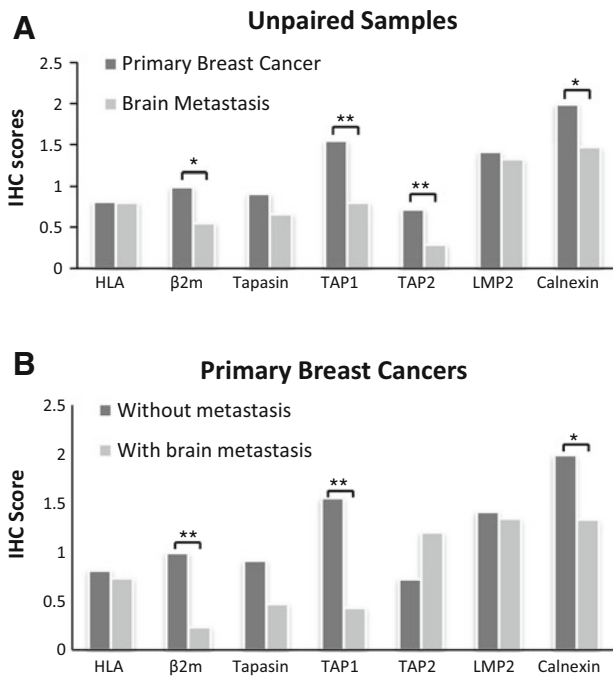 A
Unpaired Samples
IHC scores
2.5
2
1.5
1
0.5
0
Primary Breast Cancer
Brain Metastasis
*
**
**
*
HLA β2m Tapasin TAP1 TAP2 LMP2 Calnexin
B
Primary Breast Cancers
IHC Score
2.5
2
1.5
1
0.5
0
Without metastasis
With brain metastasis
**
**
*
HLA β2m Tapasin TAP1 TAP2 LMP2 Calnexin